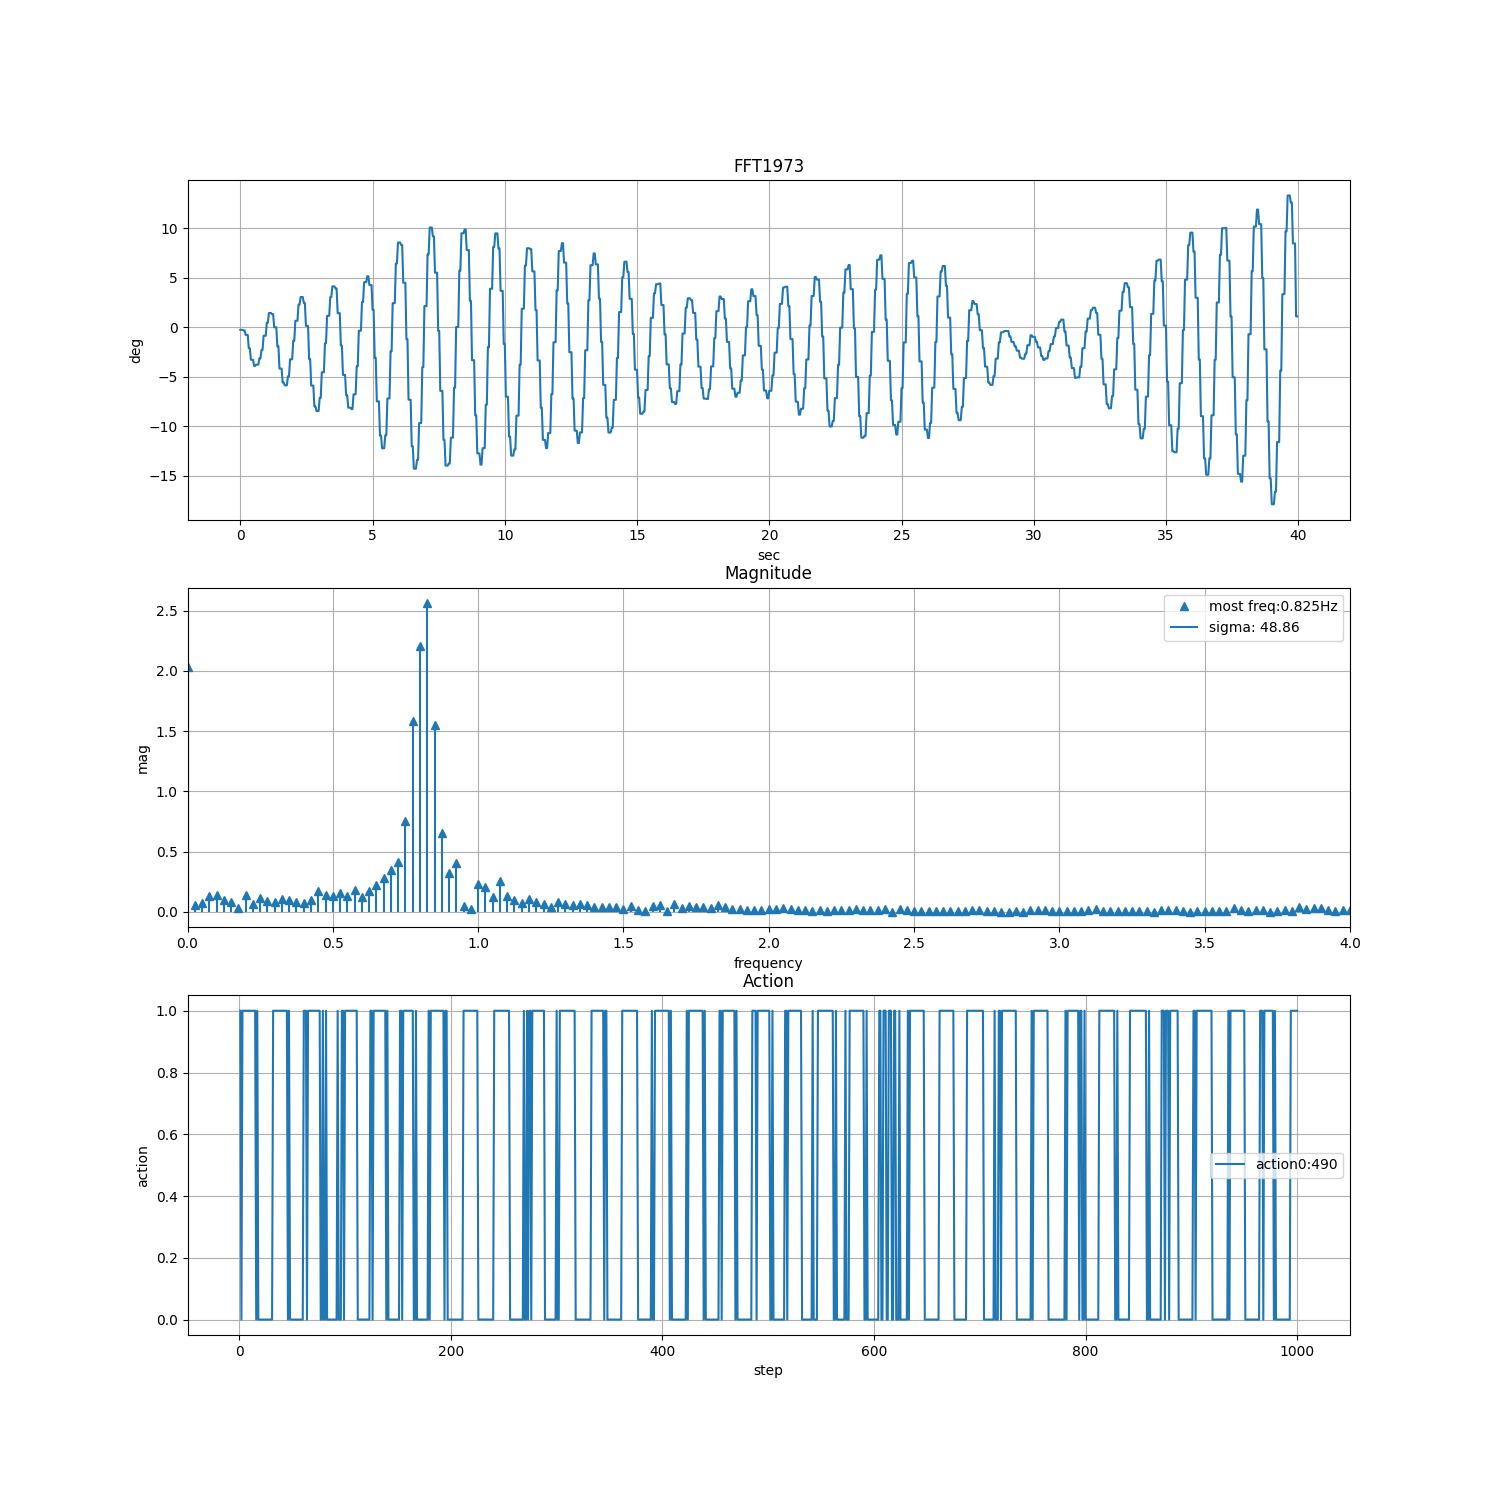 FFT1973
10
5
0
−5
−10
−15
deg
0 5 10 15 20 25 30 35 40
sec
Magnitude
most freq:0.825Hz
sigma: 48.86
2.5
2.0
1.5
1.0
0.5
0.0
mag
0.0 0.5 1.0 1.5 2.0 2.5 3.0 3.5 4.0
frequency
Action
1.0
0.8
0.6
0.4
0.2
0.0
action
action0:490
0 200 400 600 800 1000
step